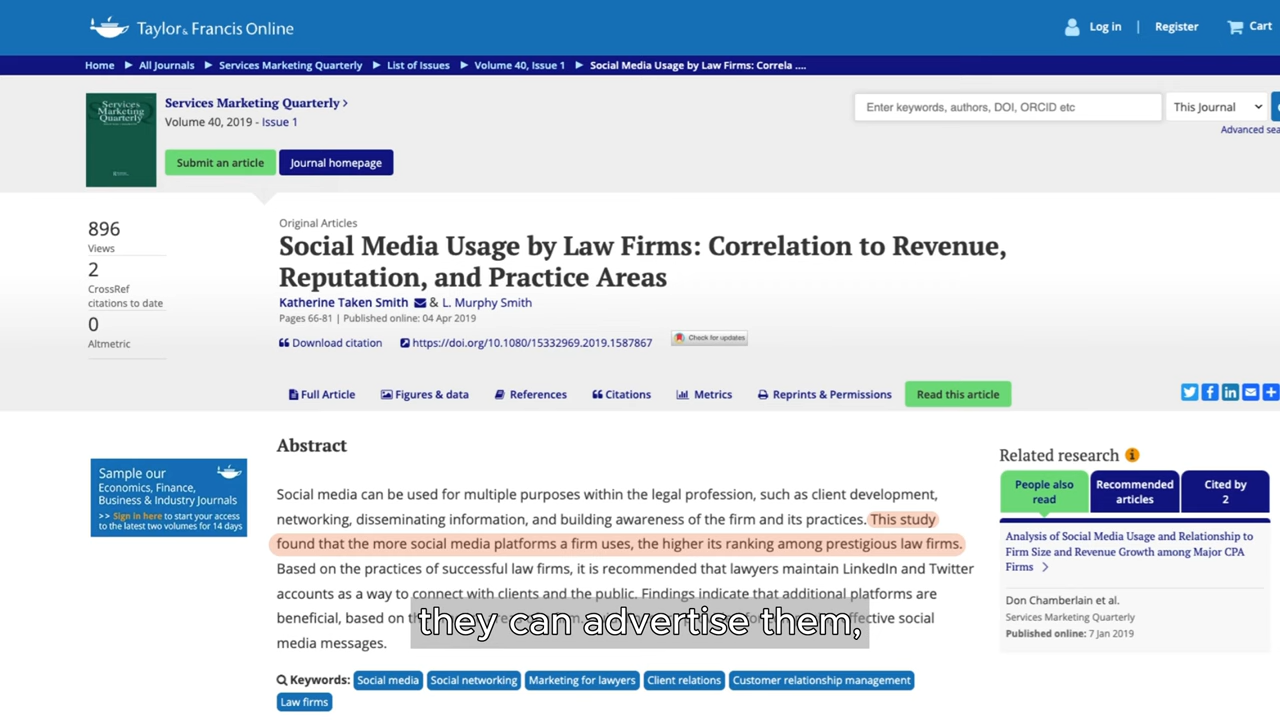 Taylor & Francis Online
Log in | Register Cart
Home ▶ All Journals ▶ Services Marketing Quarterly ▶ List of Issues ▶ Volume 40, Issue 1 ▶ Social Media Usage by Law Firms: Correla ....
Services Marketing Quarterly
Services Marketing Quarterly >
Volume 40, 2019 - Issue 1
Submit an article
Journal homepage
Enter keywords, authors, DOI, ORCID etc
This Journal
Advanced sea
896
Views
2
CrossRef
citations to date
0
Altmetric
Original Articles
Social Media Usage by Law Firms: Correlation to Revenue,
Reputation, and Practice Areas
Katherine Taken Smith & L. Murphy Smith
Pages 66-81 | Published online: 04 Apr 2019
Download citation https://doi.org/10.1080/15332969.2019.1587867
Check for updates
Full Article Figures & data References Citations Metrics Reprints & Permissions Read this article
Sample our
Economics, Finance,
Business & Industry Journals
>> Sign in here to start your access
to the latest two volumes for 14 days
Abstract
Social media can be used for multiple purposes within the legal profession, such as client development,
networking, disseminating information, and building awareness of the firm and its practices. This study
found that the more social media platforms a firm uses, the higher its ranking among prestigious law firms.
Based on the practices of successful law firms, it is recommended that lawyers maintain LinkedIn and Twitter
accounts as a way to connect with clients and the public. Findings indicate that additional platforms are
beneficial, based on effective social
media messages.
they can advertise them,
Keywords: Social media Social networking Marketing for lawyers Client relations Customer relationship management
Law firms
Related research
People also
read
Recommended
articles
Cited by
2
Analysis of Social Media Usage and Relationship to
Firm Size and Revenue Growth among Major CPA
Firms >
Don Chamberlain et al.
Services Marketing Quarterly
Published online: 7 Jan 2019